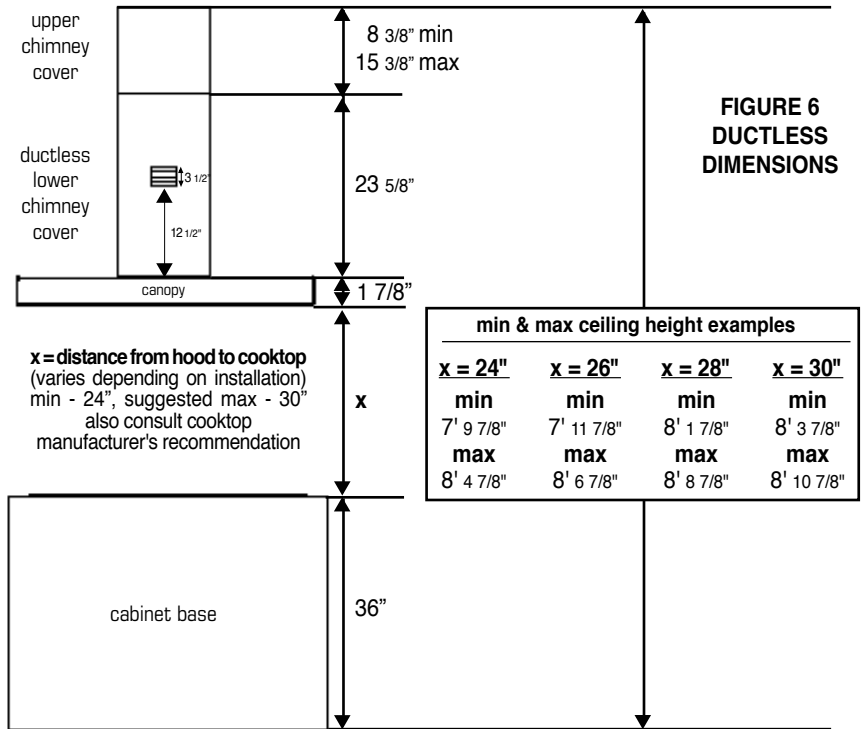 upper
chimney
cover
8 3/8” min
15 3/8” max
FIGURE 6
DUCTLESS
DIMENSIONS
ductless
lower
chimney
cover
3 1/2"
12 1/2"
23 5/8”
canopy
1 7/8”
x = distance from hood to cooktop
(varies depending on installation)
min - 24”, suggested max - 30”
also consult cooktop
manufacturer's recommendation
x
min & max ceiling height examples
x = 24" x = 26" x = 28" x = 30"
min min min min
7' 9 7/8" 7' 11 7/8" 8' 1 7/8" 8' 3 7/8"
max max max max
8' 4 7/8" 8' 6 7/8" 8' 8 7/8" 8' 10 7/8"
cabinet base
36”